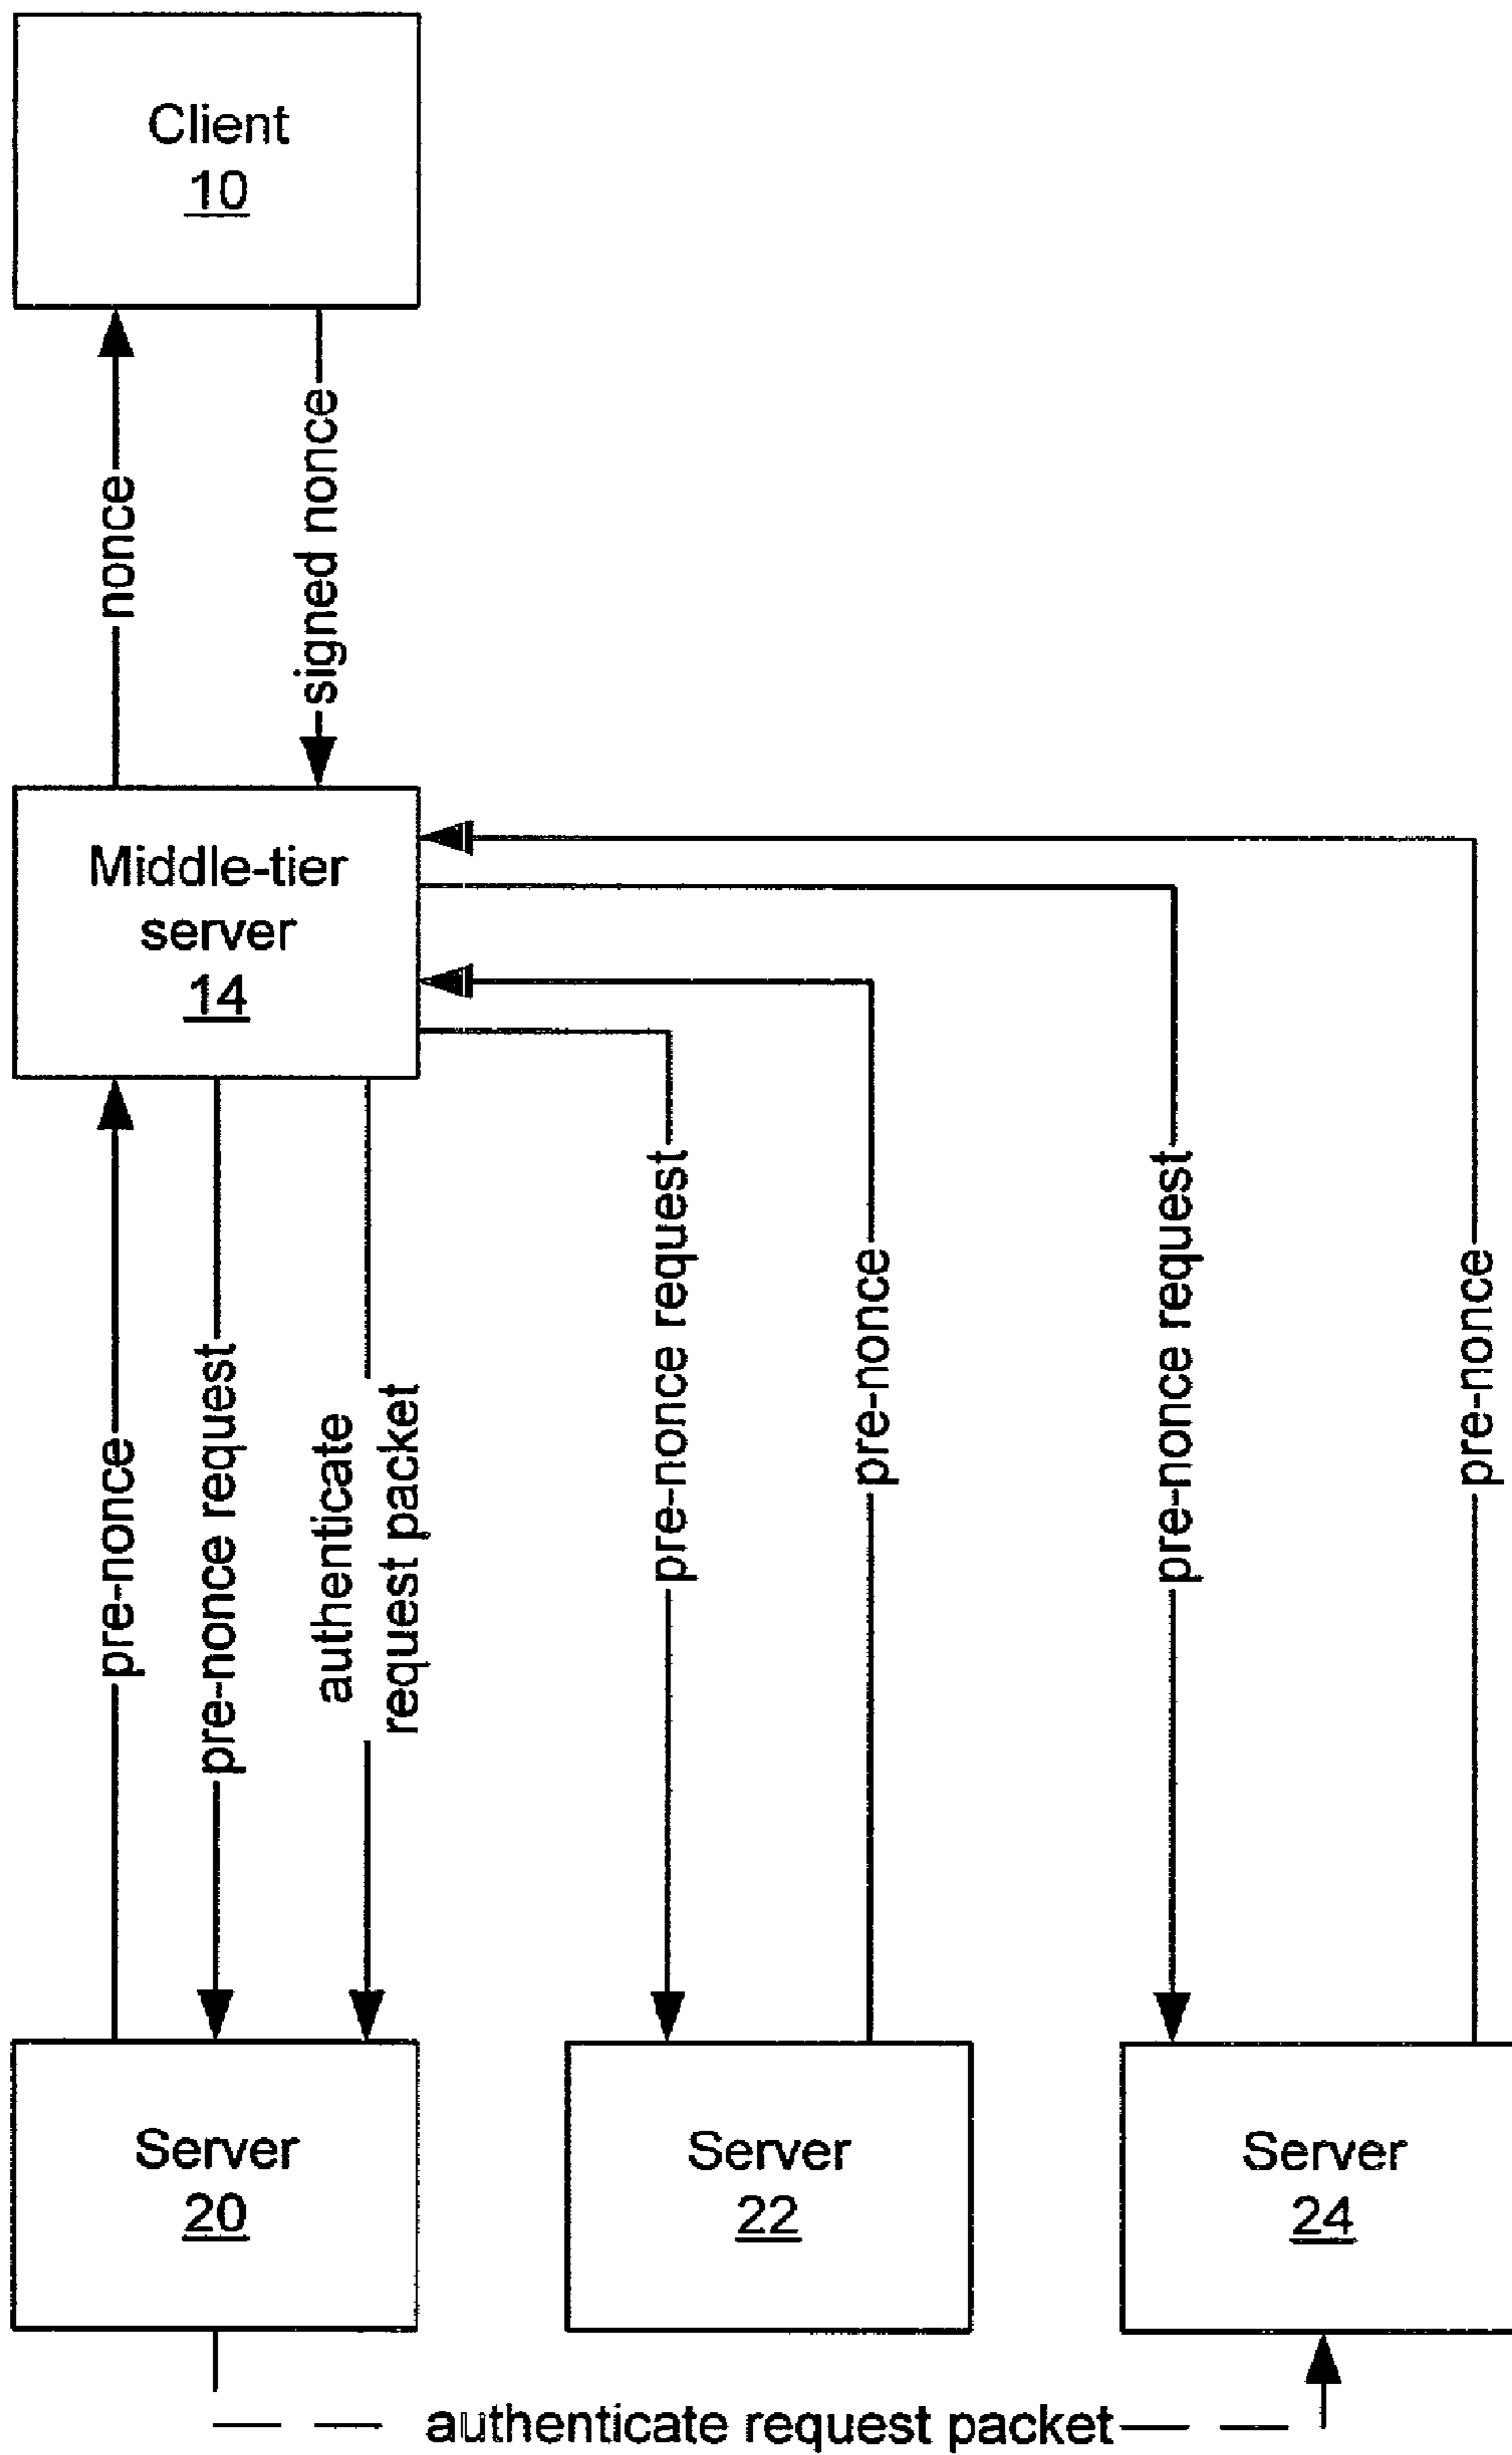 Client
10
nonce
signed nonce
Middle-tier
server
14
pre-nonce
pre-nonce request
authenticate
request packet
pre-nonce request
pre-nonce
pre-nonce request
pre-nonce
Server
20
Server
22
Server
24
authenticate request packet